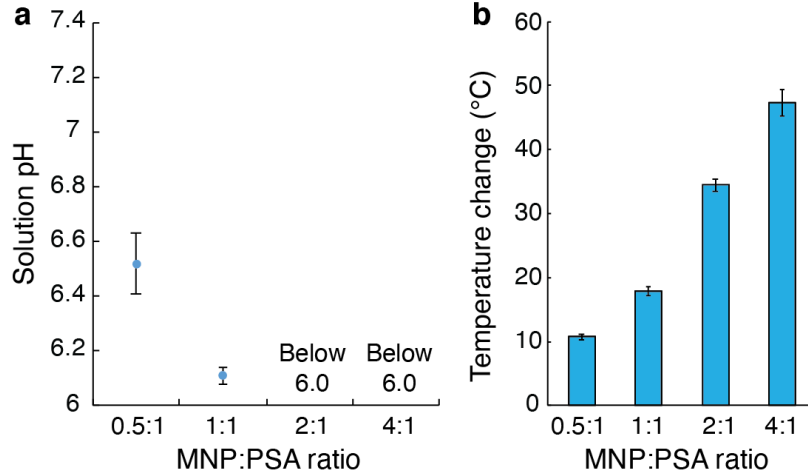 a
7.4
7.2
7
6.8
6.6
6.4
6.2
6
Solution pH
Below
6.0
Below
6.0
0.5:1 1:1 2:1 4:1
MNP:PSA ratio
b
60
50
40
30
20
10
0
Temperature change (°C)
0.5:1 1:1 2:1 4:1
MNP:PSA ratio